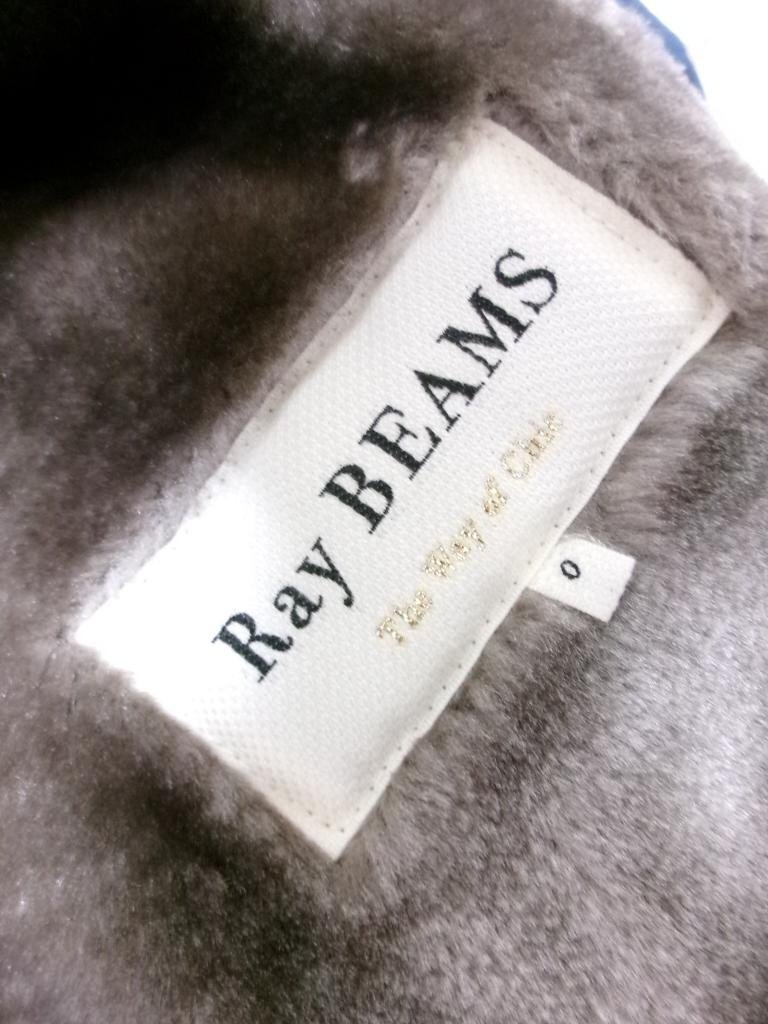 Ray BEAMS
The Way of Chic
0